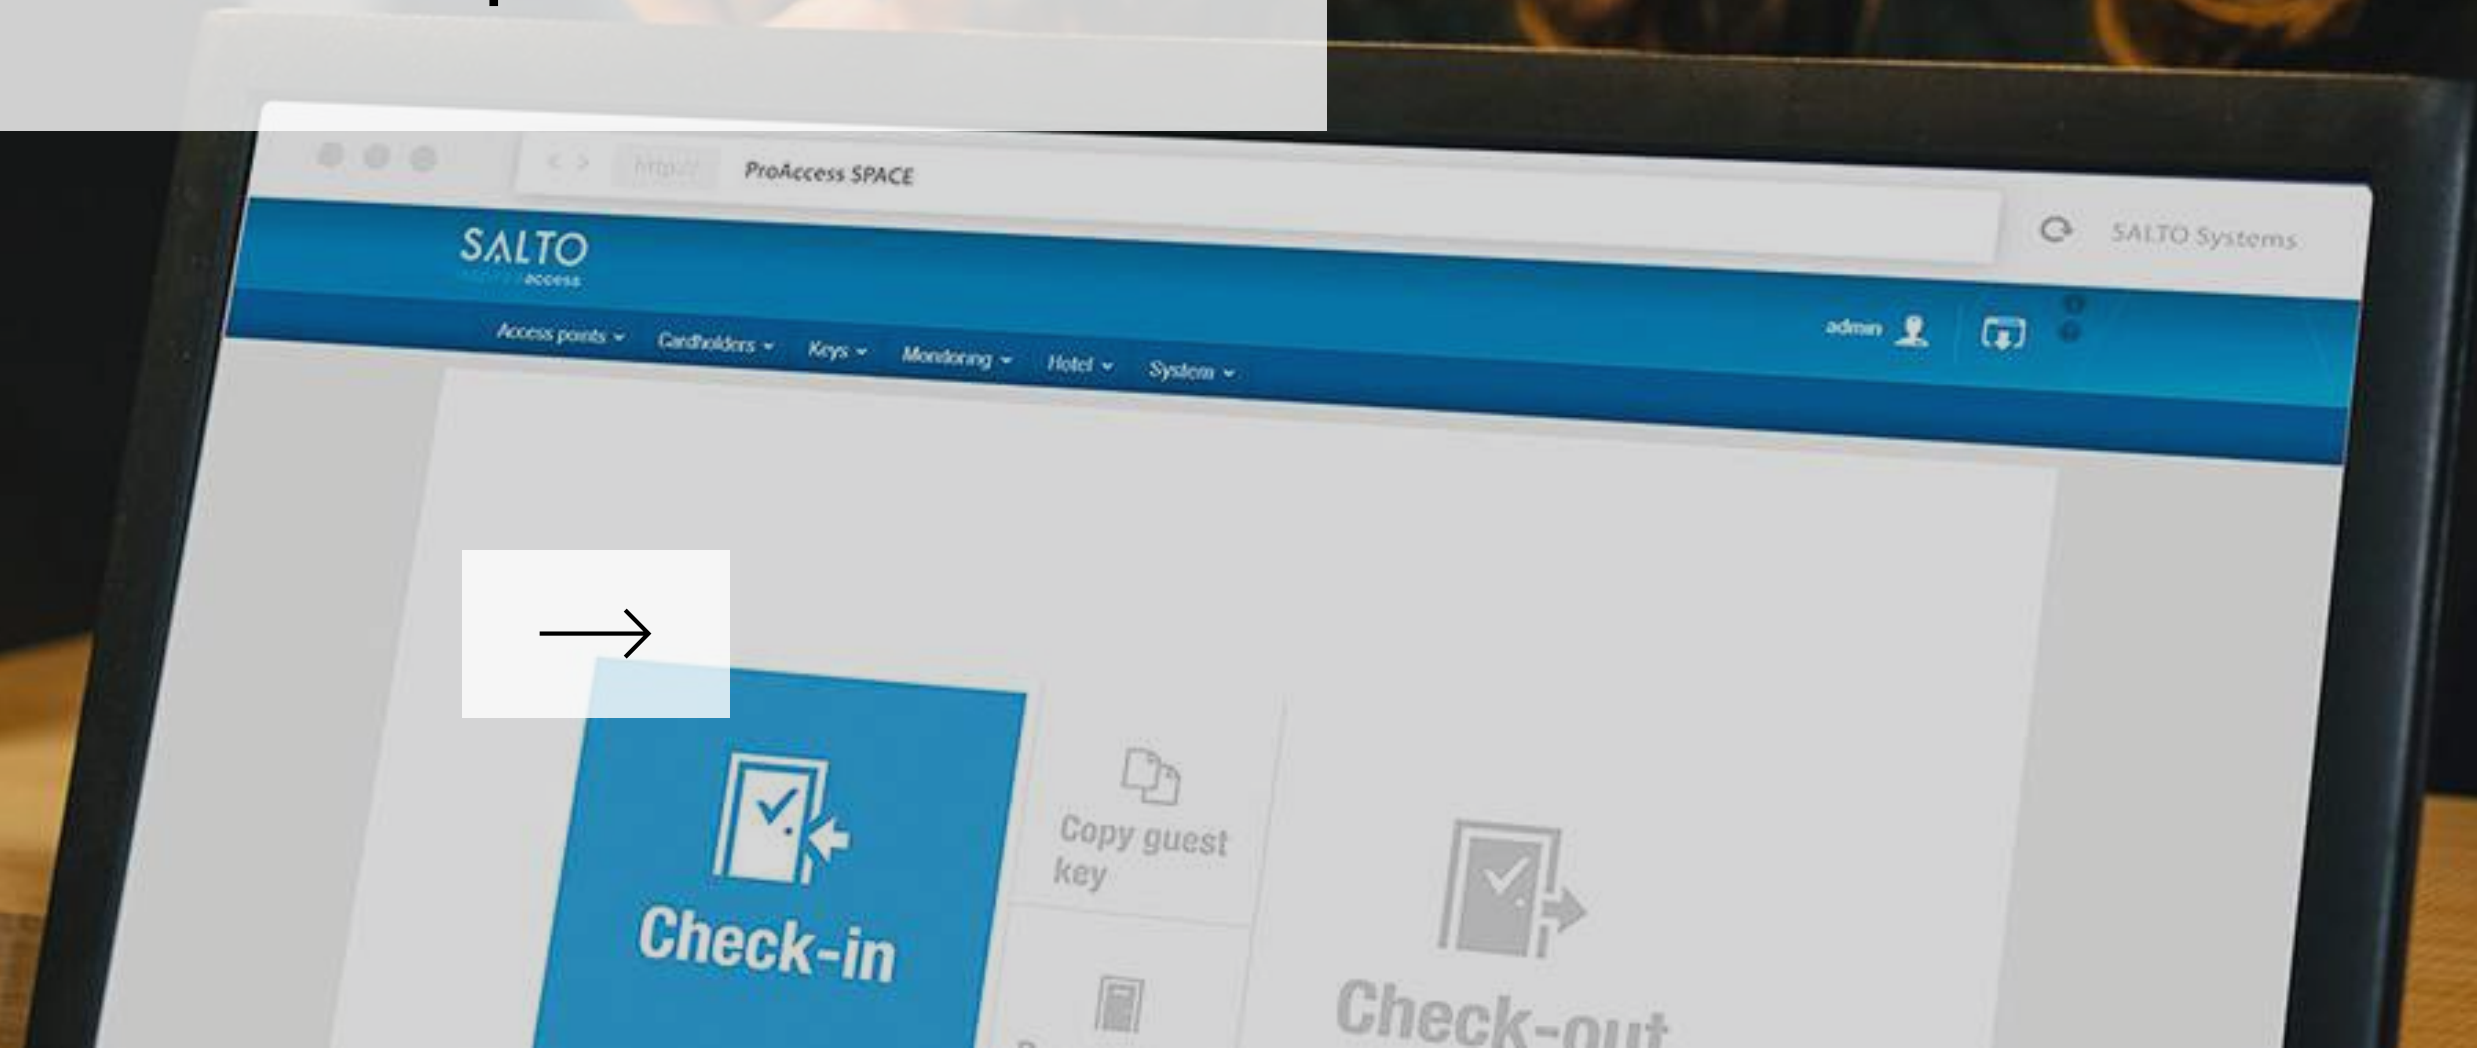 http://
ProAccess SPACE
SALTO Systems
SALTO
access
admin
Access points
Cardholders
Keys
Monitoring
Hotel
System
Copy guest
key
Check-in
Check-out